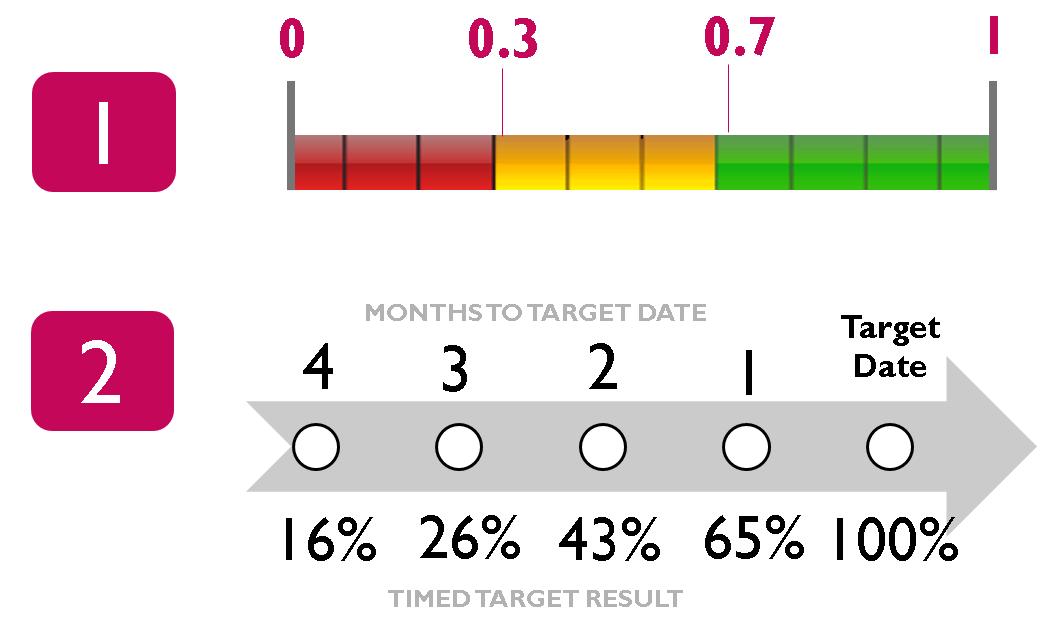 0 0.3 0.7 1
1
MONTHS TO TARGET DATE
Target
Date
4 3 2 1
2
16% 26% 43% 65% 100%
TIMED TARGET RESULT